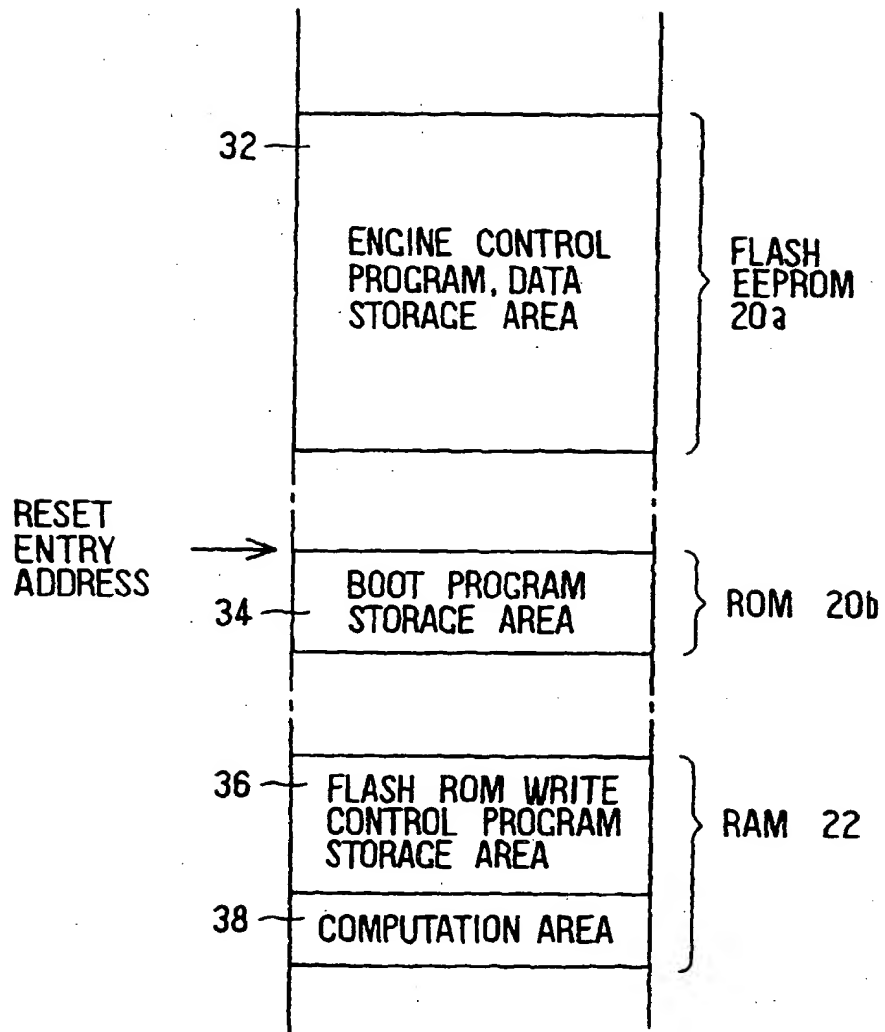 32
ENGINE CONTROL
PROGRAM, DATA
STORAGE AREA
FLASH
EEPROM
20a
RESET
ENTRY
ADDRESS
34
BOOT PROGRAM
STORAGE AREA
ROM 20b
36
FLASH ROM WRITE
CONTROL PROGRAM
STORAGE AREA
RAM 22
38
COMPUTATION AREA